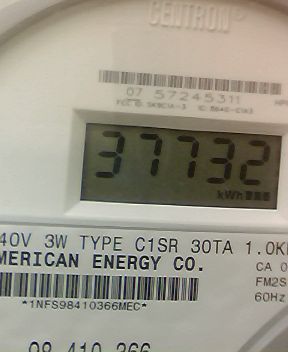 CENTRON
07 57245311
37732
kWh
40V 3W TYPE C1SR 30TA 1.0K
MERICAN ENERGY CO.
CA 0
FM2S
60Hz
*1NFS98410366MEC*
98 410 366